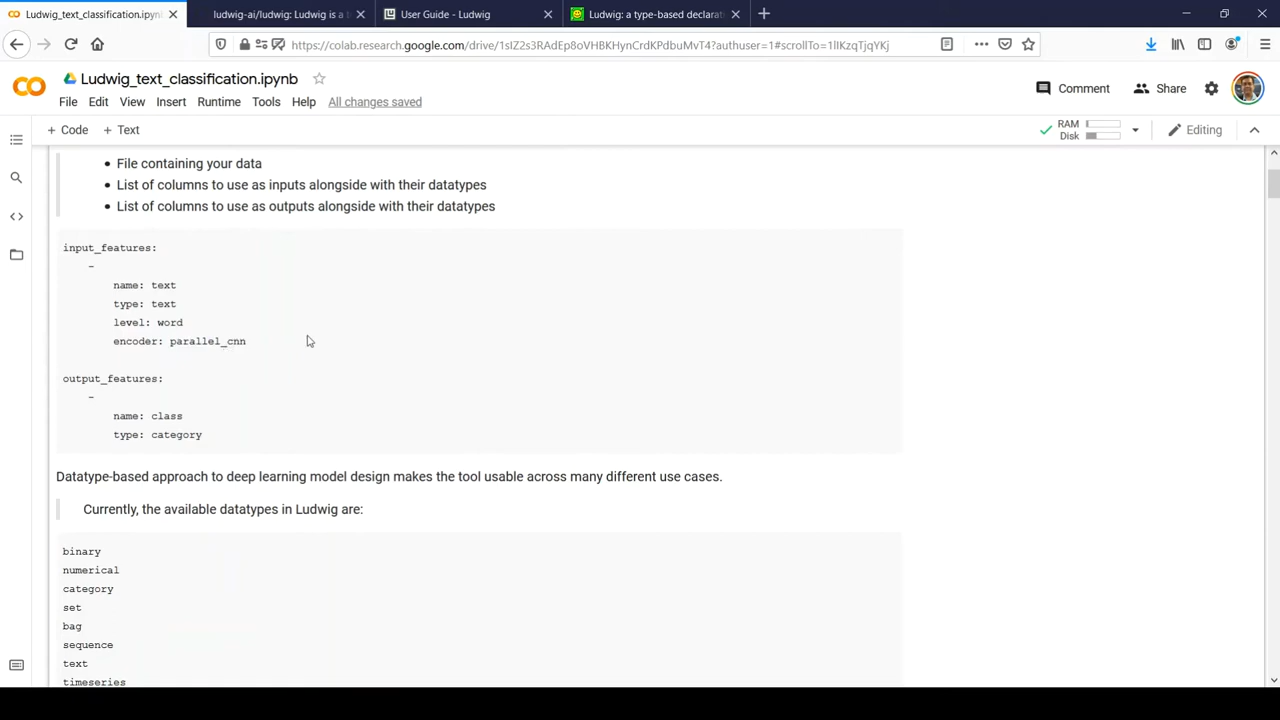 Ludwig_text_classification.ipynb
ludwig-ai/ludwig: Ludwig is a
User Guide - Ludwig
Ludwig: a type-based declarat
https://colab.research.google.com/drive/1sIZ2s3RAdEp8oVHBKHynCrdKPdbuMvT4?authuser=1#scrollTo=1lIKzqTjqYKj
CO
Ludwig_text_classification.ipynb
File Edit View Insert Runtime Tools Help All changes saved
Comment
Share
+ Code + Text
RAM
Disk
Editing
• File containing your data
• List of columns to use as inputs alongside with their datatypes
• List of columns to use as outputs alongside with their datatypes
input_features:
-
name: text
type: text
level: word
encoder: parallel_cnn
output_features:
-
name: class
type: category
Datatype-based approach to deep learning model design makes the tool usable across many different use cases.
Currently, the available datatypes in Ludwig are:
binary
numerical
category
set
bag
sequence
text
timeseries